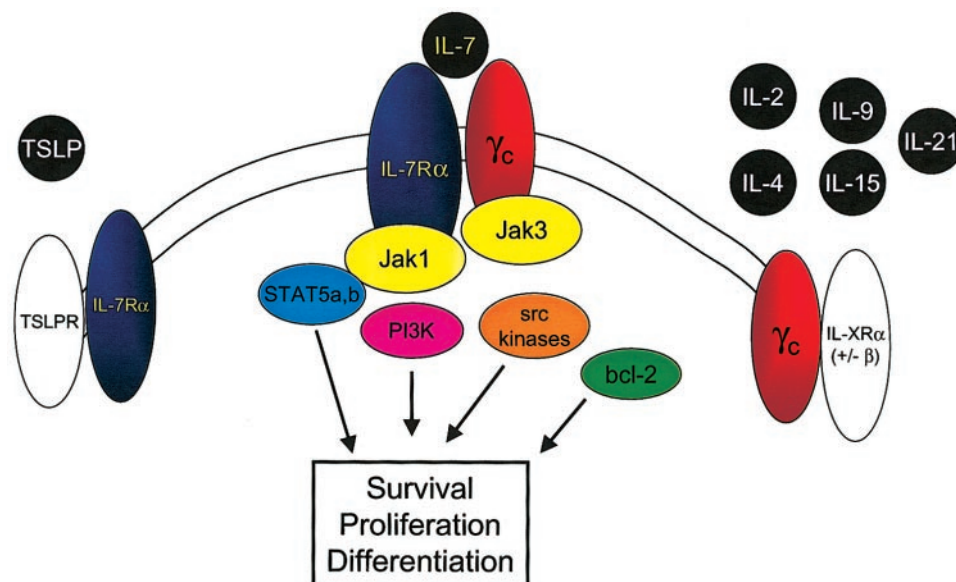 IL-7
TSLP
IL-7Rα
γc
IL-2
IL-9
IL-21
IL-4
IL-15
Jak1
Jak3
TSLPR
IL-7Rα
STAT5a,b
PI3K
src
kinases
bcl-2
γc
IL-XRα
(+/- β)
Survival
Proliferation
Differentiation